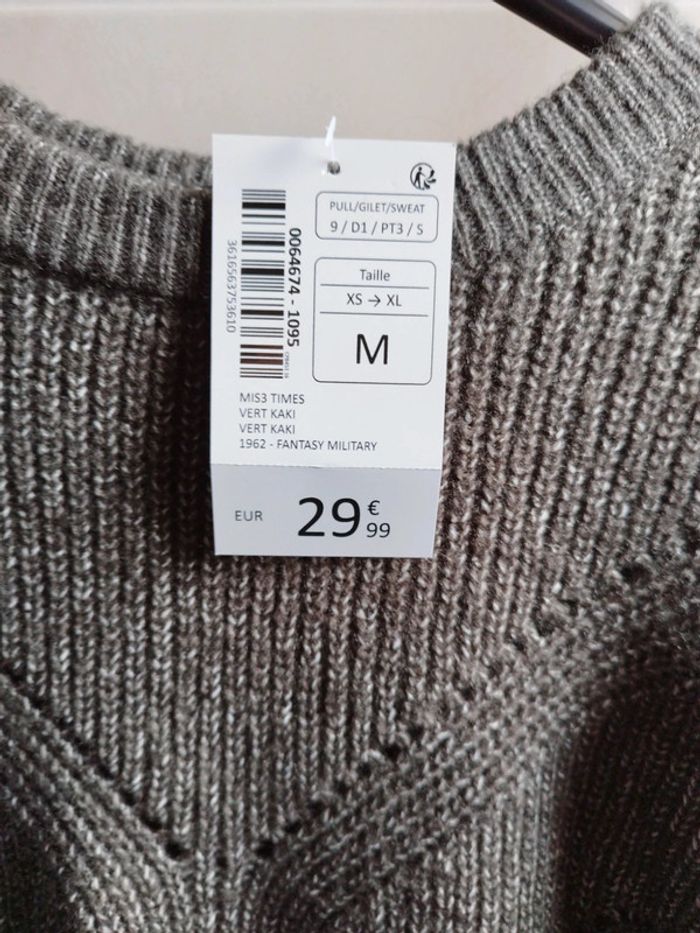 PULL/GILET/SWEAT
9 / D1 / PT3 / S
Taille
XS → XL
M
0064674 - 1095
3616563753610
MIS3 TIMES
VERT KAKI
VERT KAKI
1962 - FANTASY MILITARY
EUR 29 €99